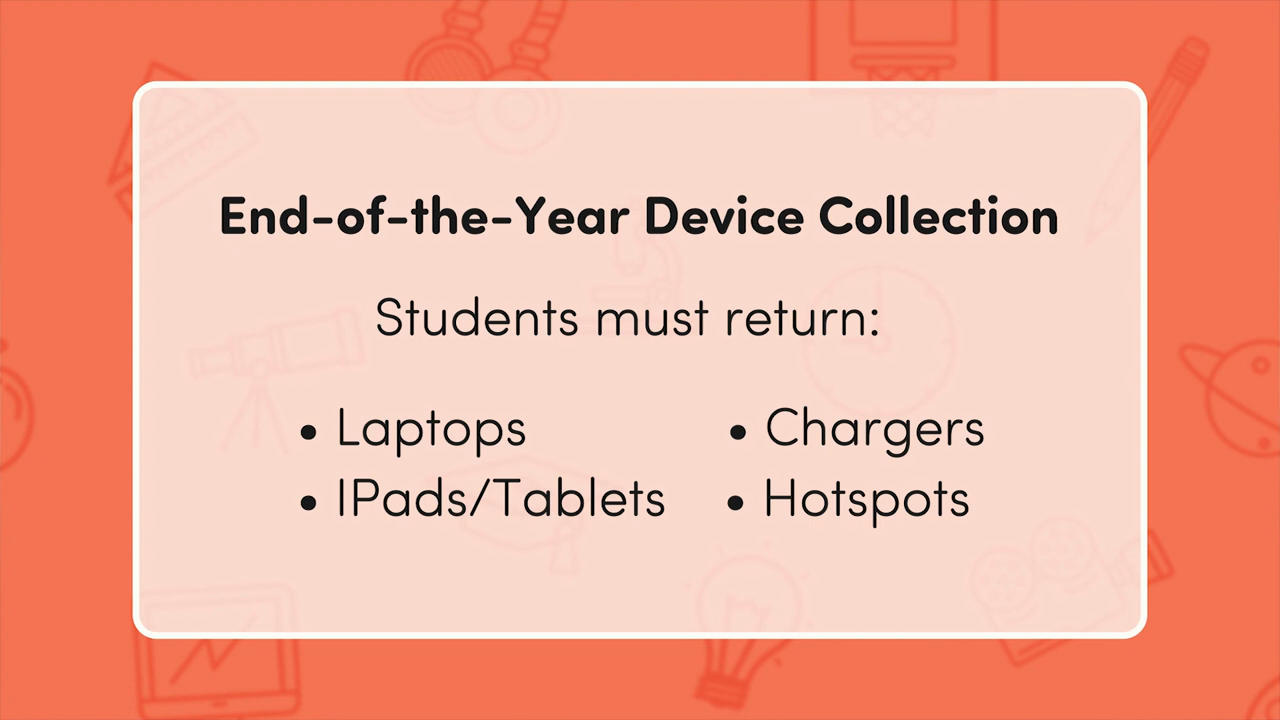 End-of-the-Year Device Collection
Students must return:
• Laptops
• IPads/Tablets
• Chargers
• Hotspots